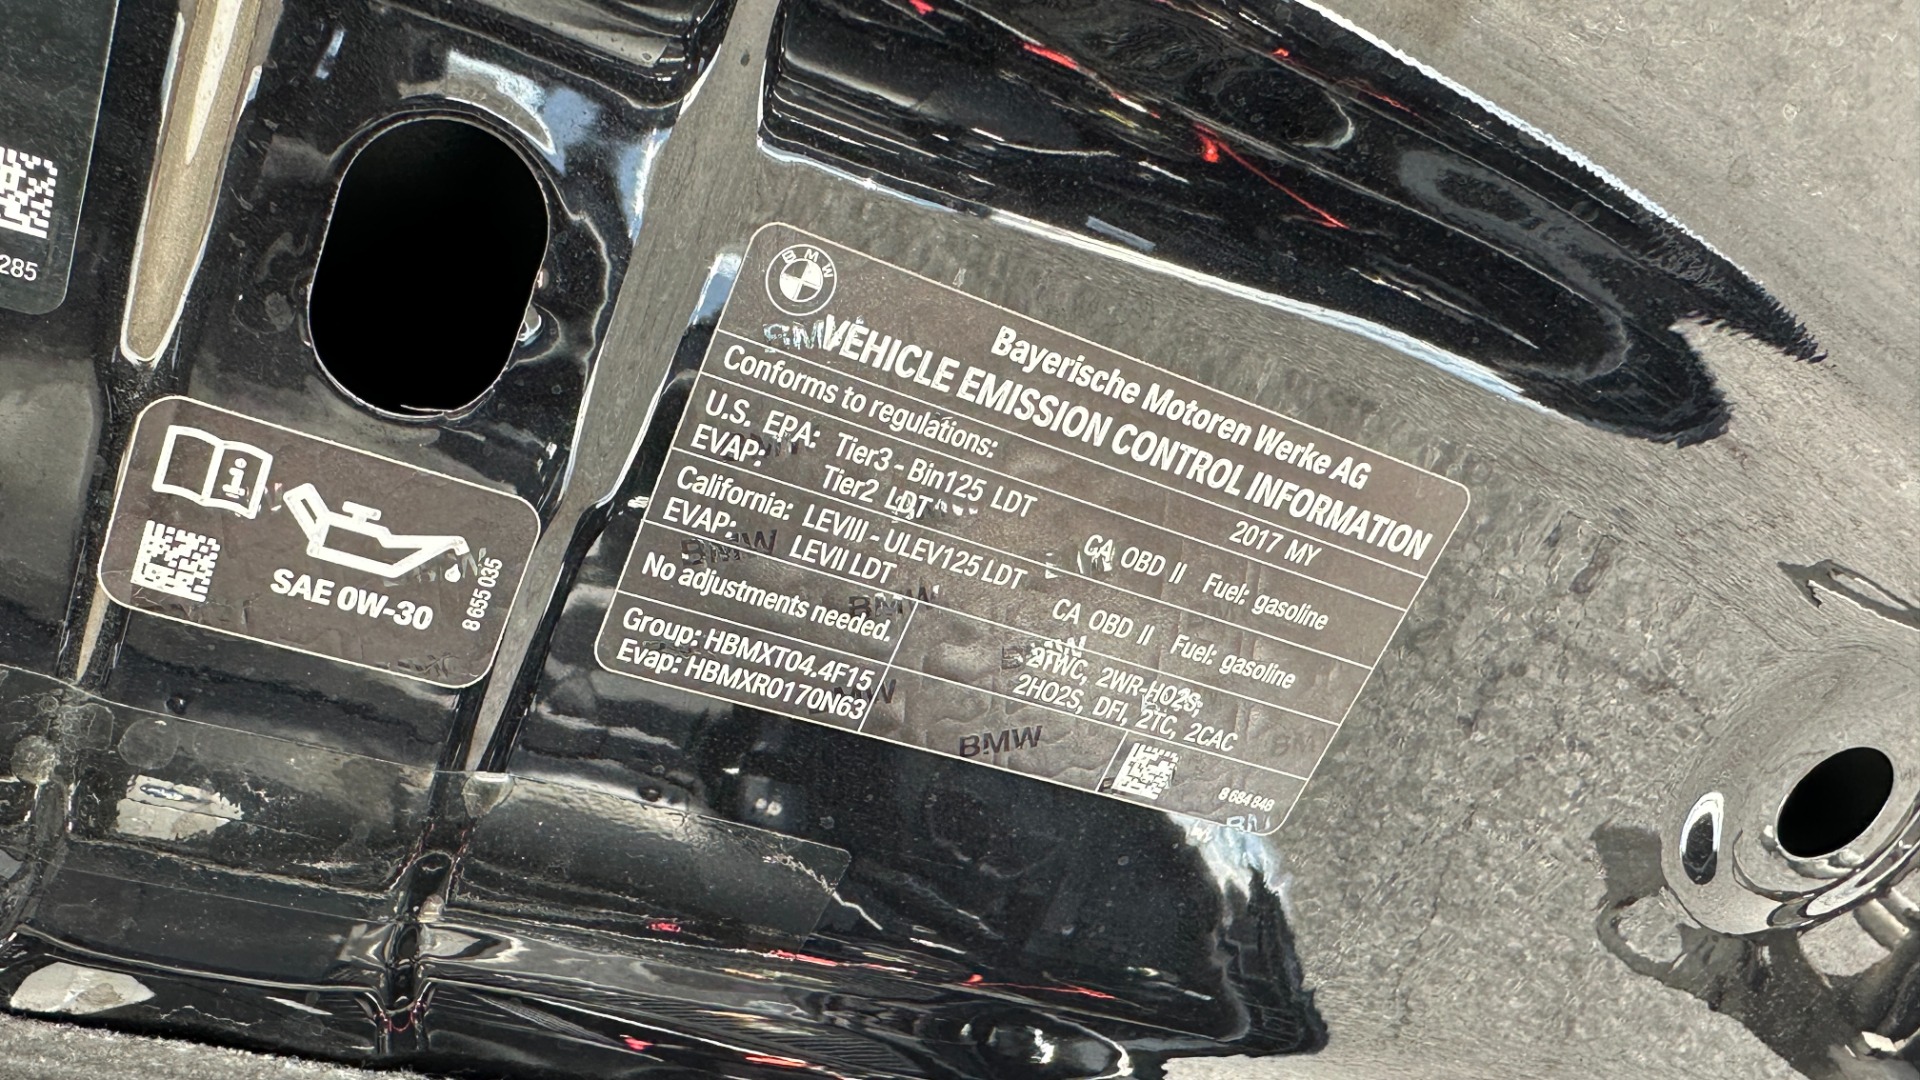 285
SAE 0W-30
8 655 035
BMW
Bayerische Motoren Werke AG
VEHICLE EMISSION CONTROL INFORMATION
Conforms to regulations: 2017 MY
U.S. EPA: Tier3 - Bin125 LDT CA OBD II Fuel: gasoline
EVAP: Tier2 LDT
California: LEVIII - ULEV125 LDT CA OBD II Fuel: gasoline
EVAP: LEVII LDT
No adjustments needed.
2TWC, 2WR-HO2S,
2HO2S, DFI, 2TC, 2CAC
Group: HBMXT04.4F15
Evap: HBMXR0170N63
BMW
8 684 848